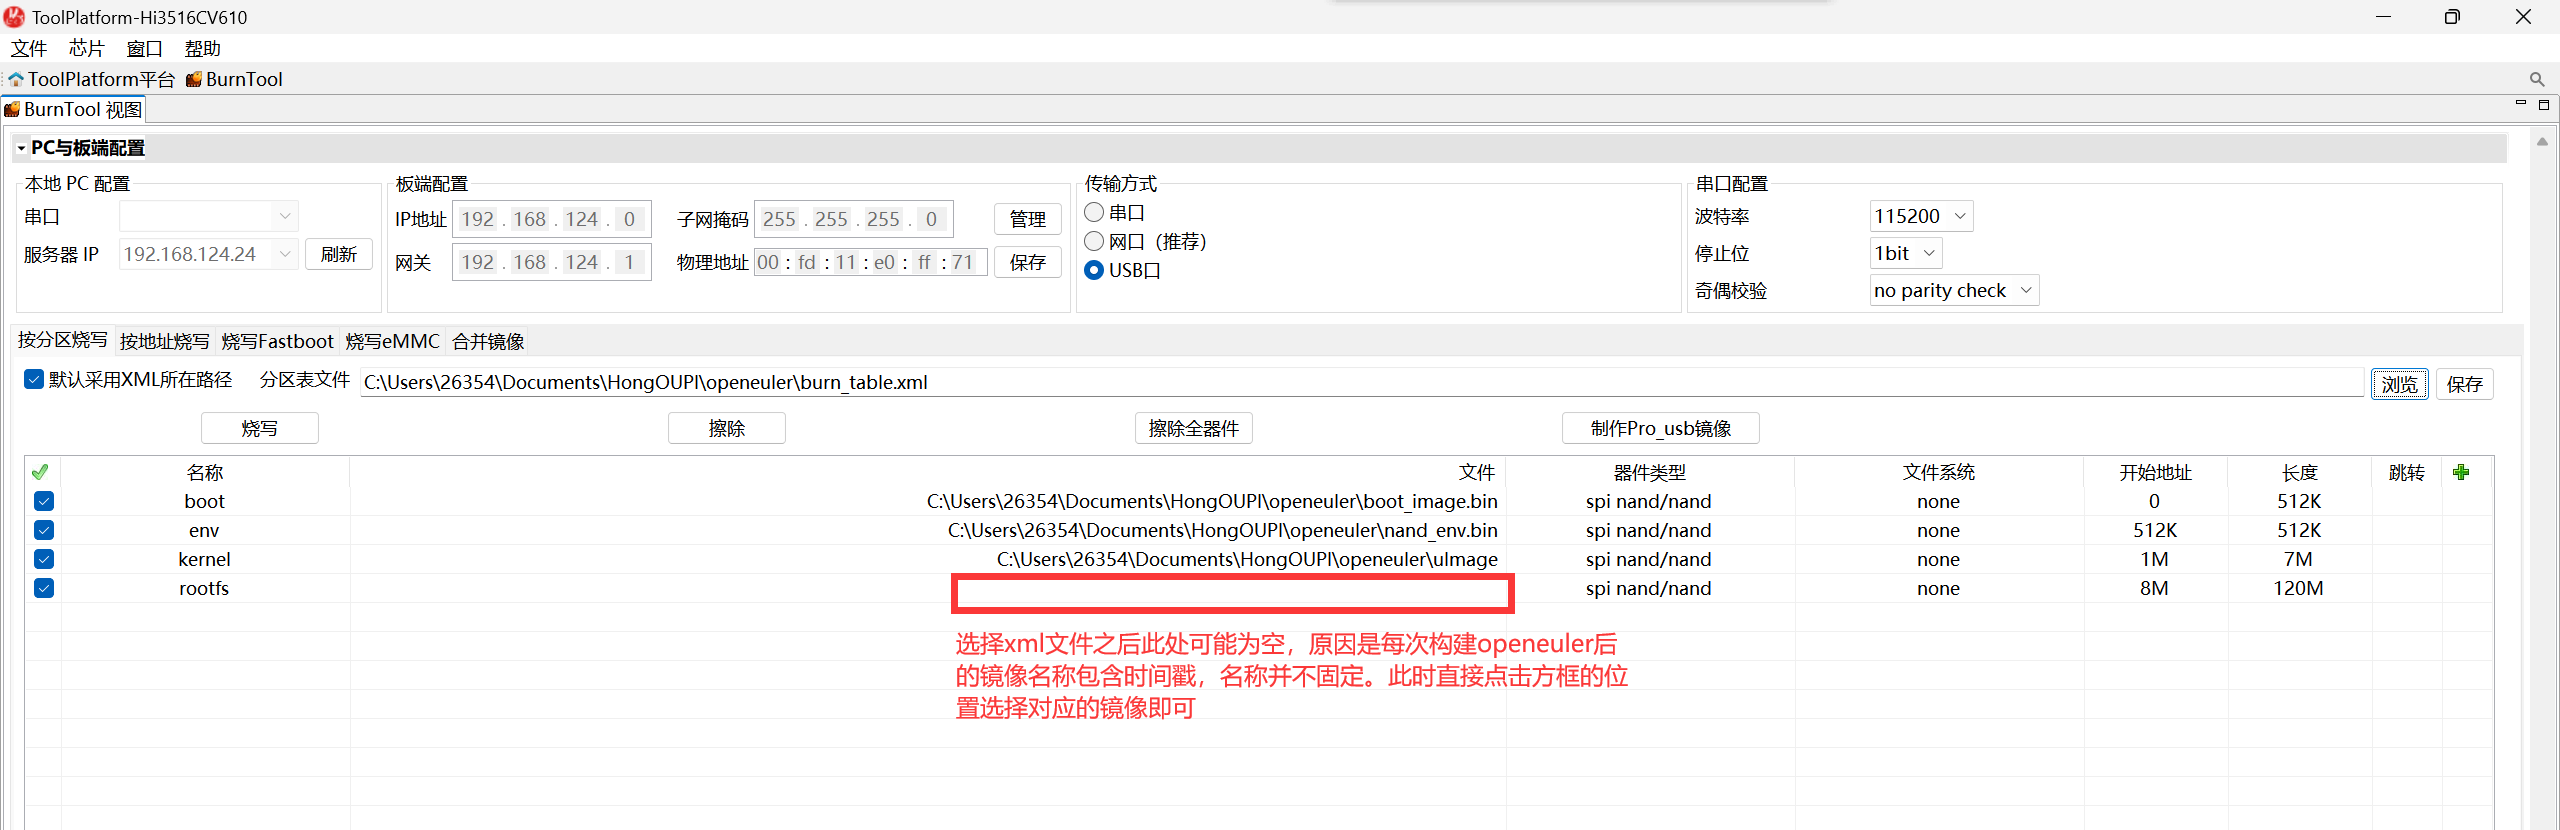 ToolPlatform-Hi3516CV610
文件 芯片 窗口 帮助
ToolPlatform平台 BurnTool
BurnTool 视图
PC与板端配置
本地 PC 配置
串口
服务器 IP 192.168.124.24 刷新
板端配置
IP地址 192 . 168 . 124 . 0 子网掩码 255 . 255 . 255 . 0 管理
网关 192 . 168 . 124 . 1 物理地址 00 : fd : 11 : e0 : ff : 71 保存
传输方式
串口
网口（推荐）
USB口
串口配置
波特率 115200
停止位 1bit
奇偶校验 no parity check
按分区烧写 按地址烧写 烧写Fastboot 烧写eMMC 合并镜像
默认采用XML所在路径 分区表文件 C:\Users\26354\Documents\HongOUPI\openeuler\burn_table.xml 浏览 保存
烧写 擦除 擦除全器件 制作Pro_usb镜像
名称 文件 器件类型 文件系统 开始地址 长度 跳转
boot C:\Users\26354\Documents\HongOUPI\openeuler\boot_image.bin spi nand/nand none 0 512K
env C:\Users\26354\Documents\HongOUPI\openeuler\nand_env.bin spi nand/nand none 512K 512K
kernel C:\Users\26354\Documents\HongOUPI\openeuler\uImage spi nand/nand none 1M 7M
rootfs spi nand/nand none 8M 120M
选择xml文件之后此处可能为空，原因是每次构建openeuler后
的镜像名称包含时间戳，名称并不固定。此时直接点击方框的位
置选择对应的镜像即可